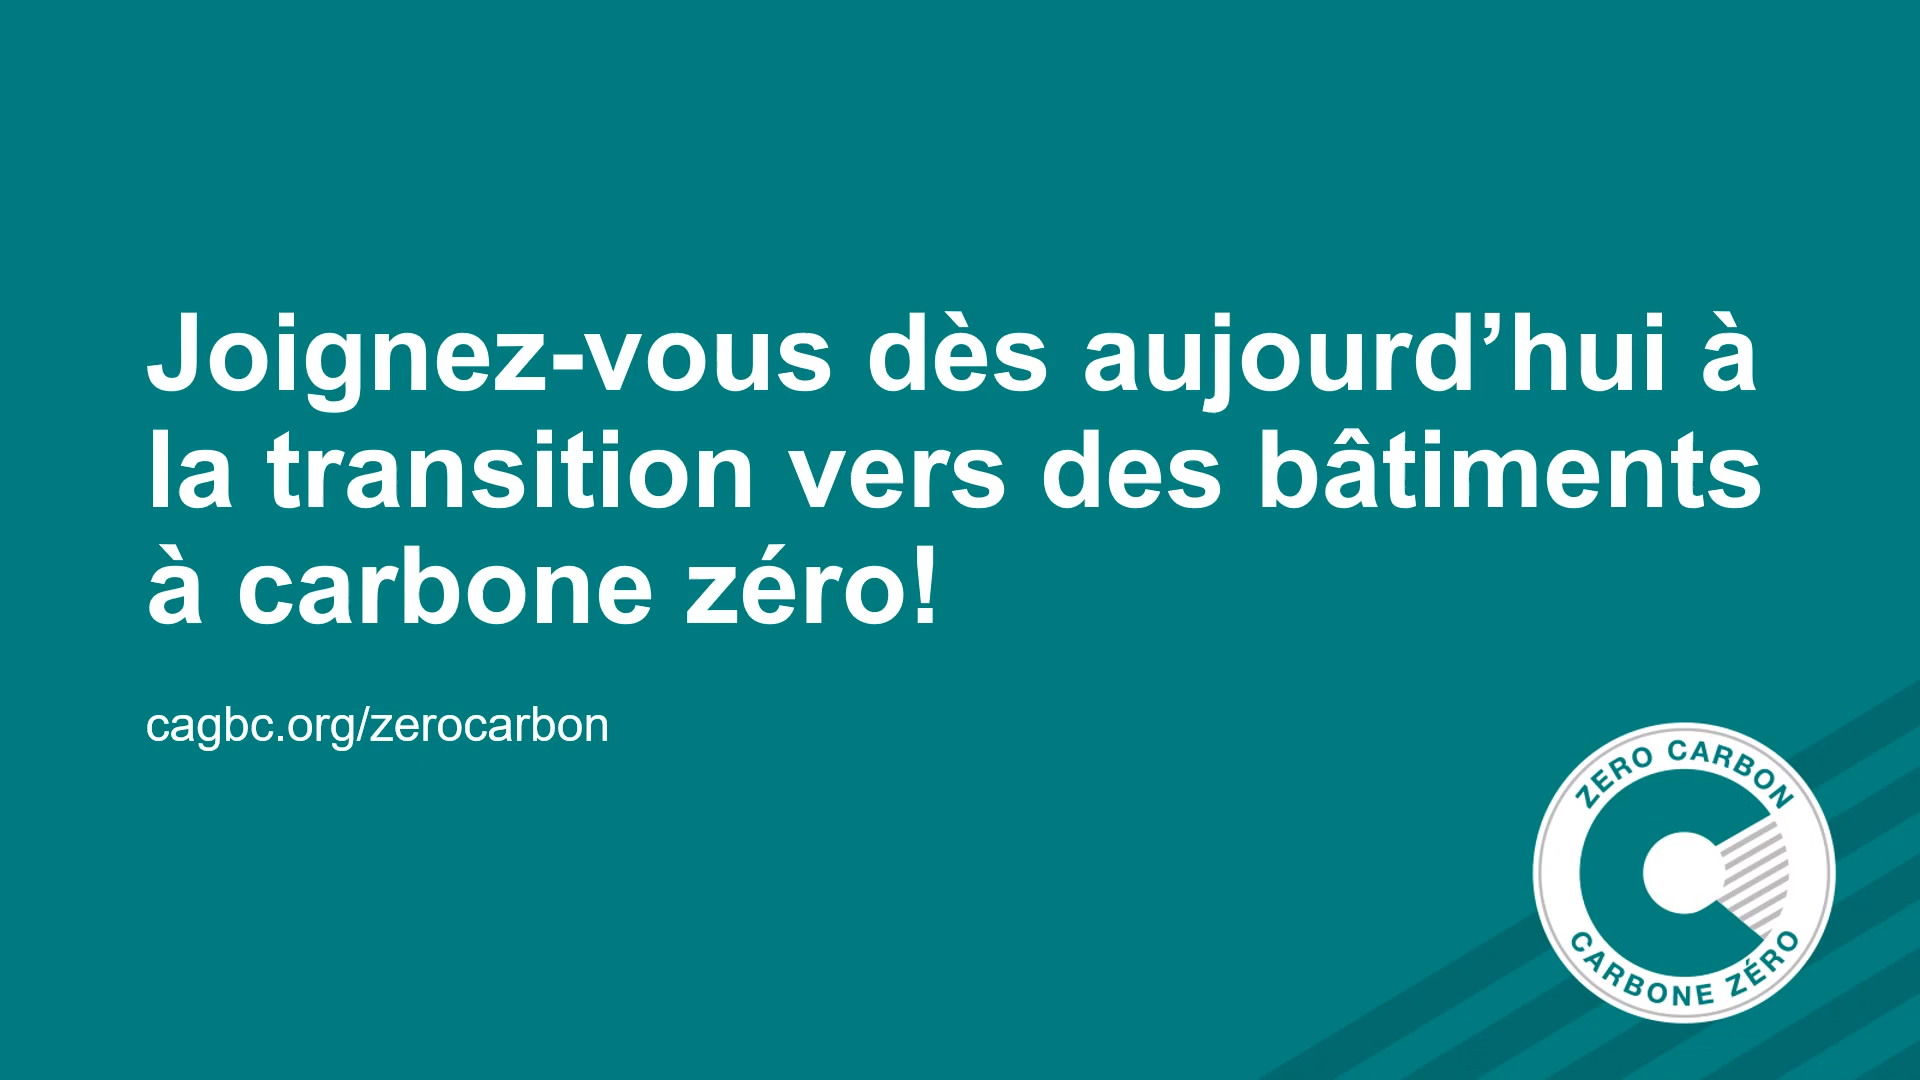 Joignez-vous dès aujourd’hui à
la transition vers des bâtiments
à carbone zéro!
cagbc.org/zerocarbon
ZERO CARBON
CARBONE ZÉRO